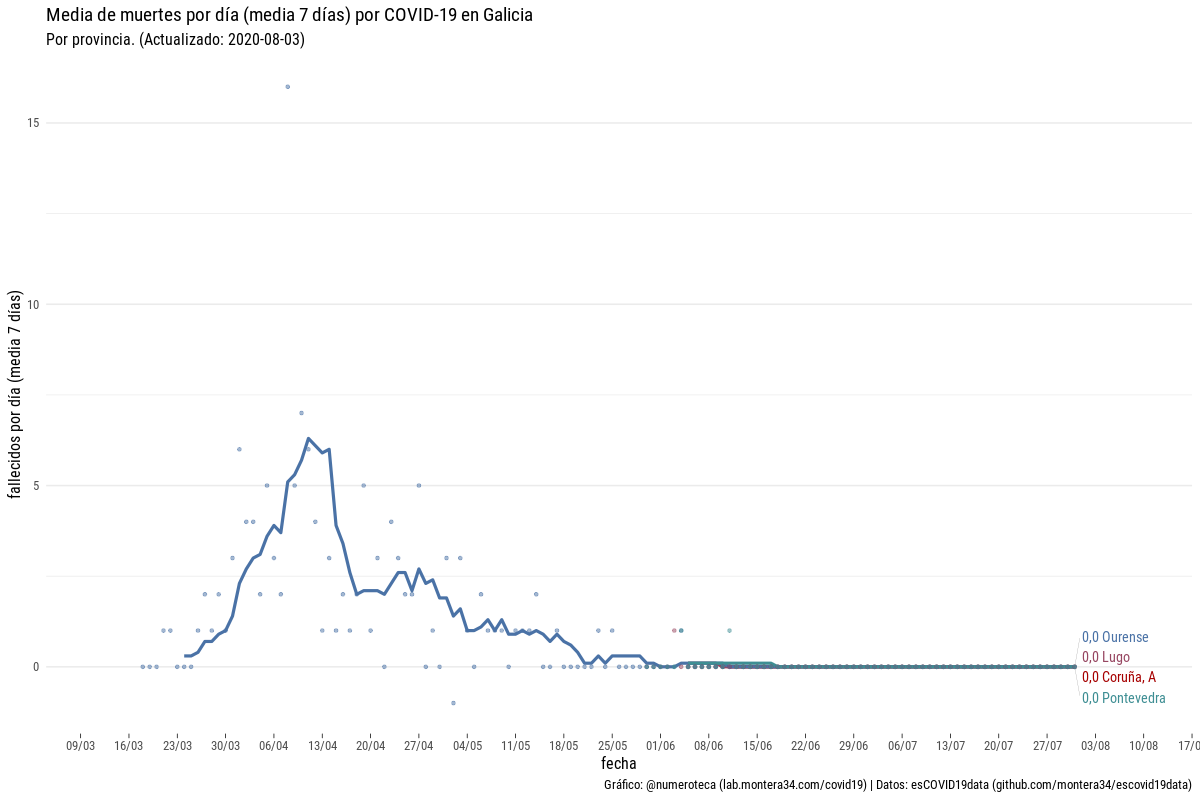 Media de muertes por día (media 7 días) por COVID-19 en Galicia
Por provincia. (Actualizado: 2020-08-03)
fallecidos por día (media 7 días)
15
10
5
0
0,0 Ourense
0,0 Lugo
0,0 Coruña, A
0,0 Pontevedra
09/03 16/03 23/03 30/03 06/04 13/04 20/04 27/04 04/05 11/05 18/05 25/05 01/06 08/06 15/06 22/06 29/06 06/07 13/07 20/07 27/07 03/08 10/08 17/0
fecha
Gráfico: @numeroteca (lab.montera34.com/covid19) | Datos: esCOVID19data (github.com/montera34/escovid19data)